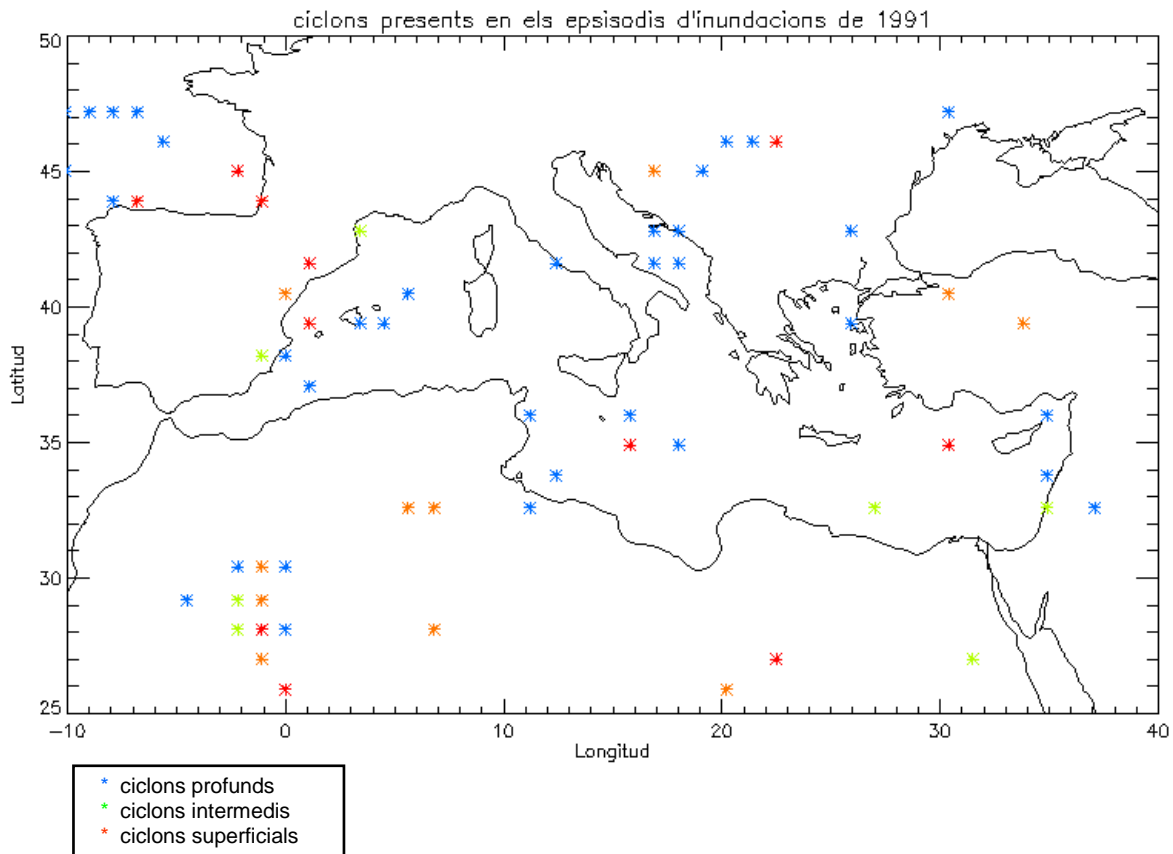 ciclons presents en els epsisodis d'inundacions de 1991
50
45
40
35
30
25
Latitud
-10
0
10
20
30
40
Longitud
* ciclons profunds
* ciclons intermedis
* ciclons superficials